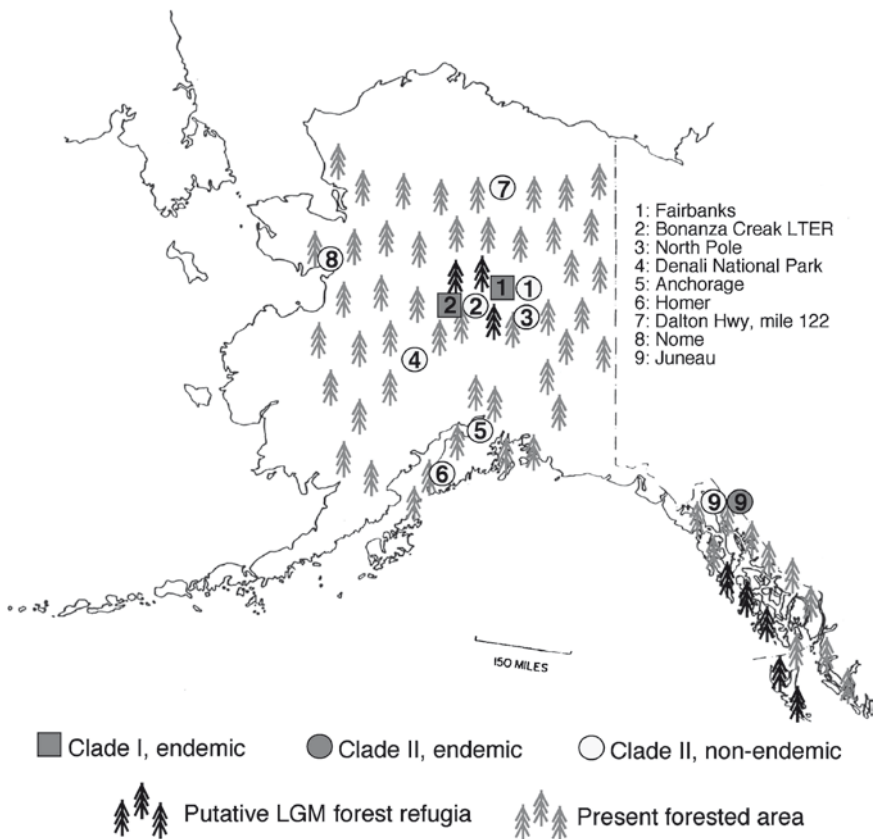 7
1: Fairbanks
2: Bonanza Creak LTER
3: North Pole
4: Denali National Park
5: Anchorage
6: Homer
7: Dalton Hwy, mile 122
8: Nome
9: Juneau
8
1 1
2 2
3
4
5
6
9 9
150 MILES
Clade I, endemic Clade II, endemic Clade II, non-endemic
Putative LGM forest refugia Present forested area